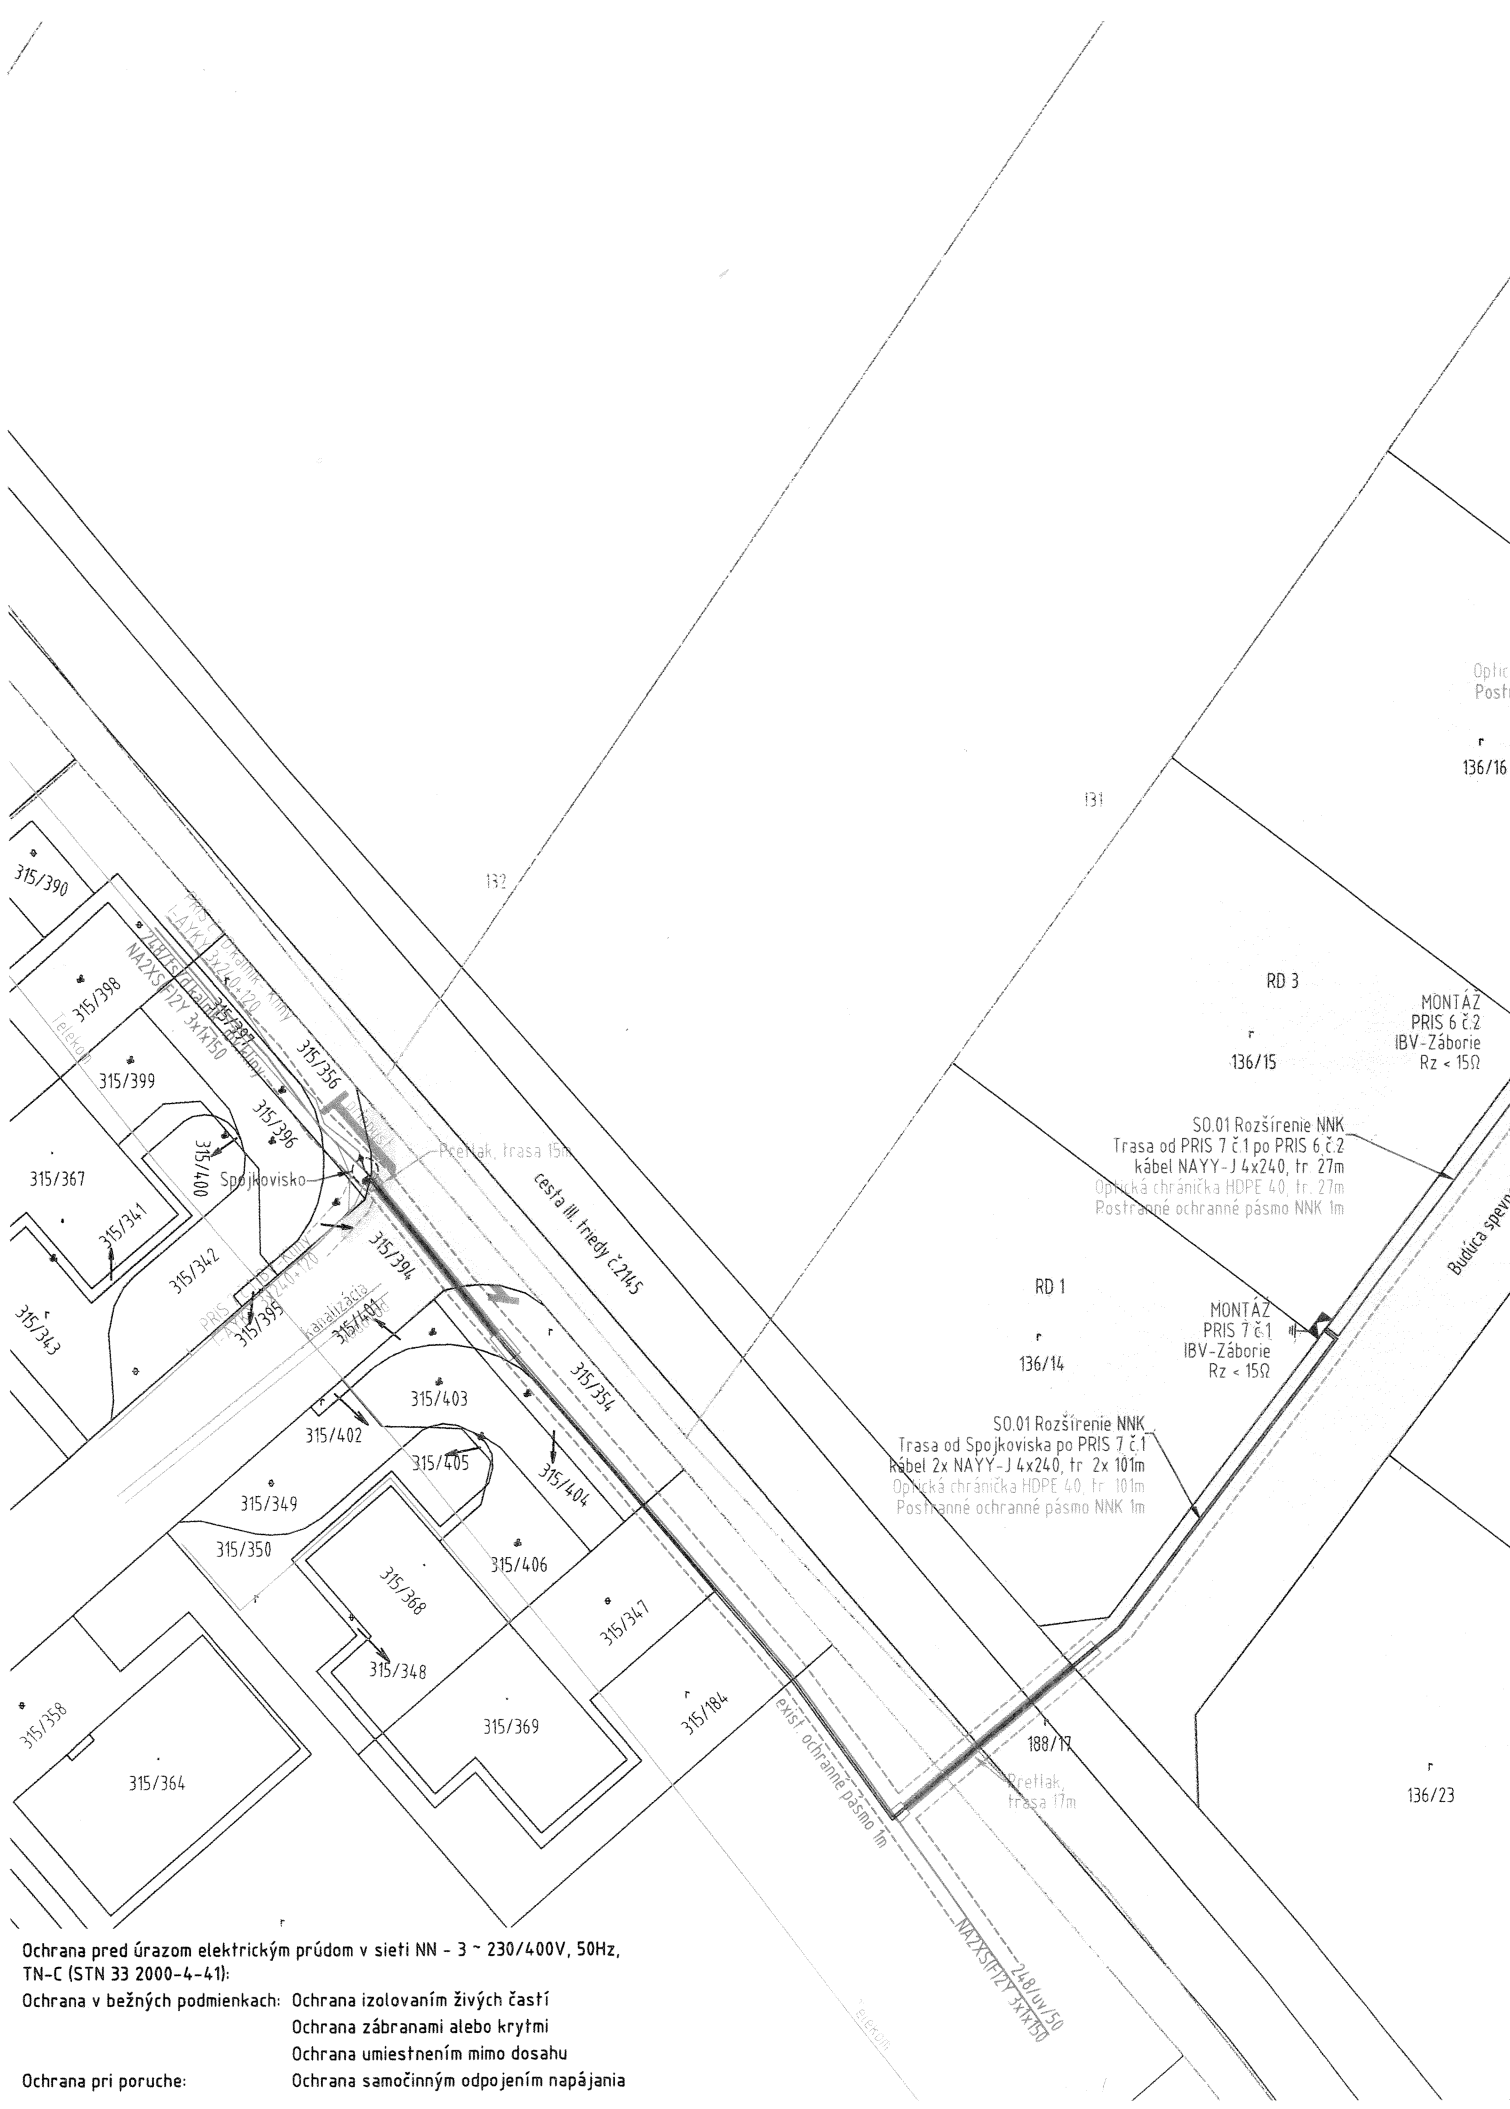 Optic
Postr
136/16
131
132
315/390
315/398
Telekom
315/399
NA2XS(F)2Y 3x1x150
315/397
315/356
315/396
315/400
315/367
315/341
Spojkovisko
Pretlak, trasa 15m
cesta III. triedy č.2145
315/342
315/394
315/343
315/395
kanalizácia
315/401
RD 3
136/15
MONTÁŽ
PRIS 6 č.2
IBV-Záborie
Rz < 15Ω
SO.01 Rozšírenie NNK
Trasa od PRIS 7 č.1 po PRIS 6 č.2
kábel NAYY-J 4x240, tr. 27m
Optická chránička HDPE 40, tr. 27m
Postranné ochranné pásmo NNK 1m
Budúca spevn
RD 1
136/14
MONTÁŽ
PRIS 7 č.1
IBV-Záborie
Rz < 15Ω
315/354
315/403
315/402
315/405
315/404
315/349
315/350
315/406
SO.01 Rozšírenie NNK
Trasa od Spojkoviska po PRIS 7 č.1
kábel 2x NAYY-J 4x240, tr. 2x 101m
Optická chránička HDPE 40, tr. 101m
Postranné ochranné pásmo NNK 1m
315/368
315/347
315/348
315/358
315/369
315/184
315/364
exist. ochranné pásmo 1m
188/17
Pretlak,
trasa 17m
136/23
248/uv/50
NA2XS(F)2Y 3x1x150
Telekom
Ochrana pred úrazom elektrickým prúdom v sieti NN - 3 ~ 230/400V, 50Hz,
TN-C (STN 33 2000-4-41):
Ochrana v bežných podmienkach: Ochrana izolovaním živých častí
Ochrana zábranami alebo krytmi
Ochrana umiestnením mimo dosahu
Ochrana pri poruche: Ochrana samočinným odpojením napájania